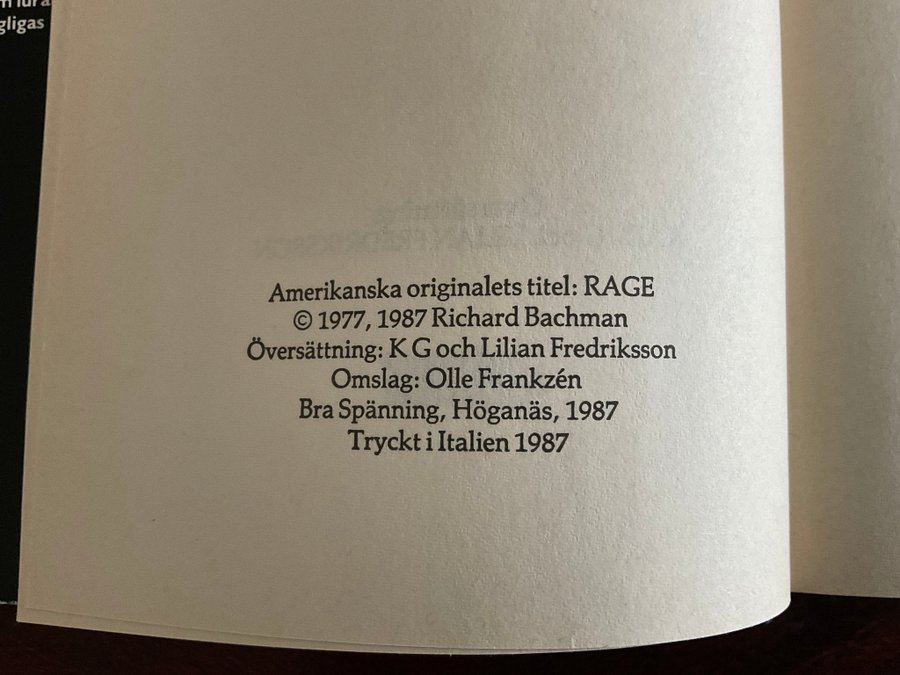 gligas
Amerikanska originalets titel: RAGE
© 1977, 1987 Richard Bachman
Översättning: K G och Lilian Fredriksson
Omslag: Olle Frankzén
Bra Spänning, Höganäs, 1987
Tryckt i Italien 1987